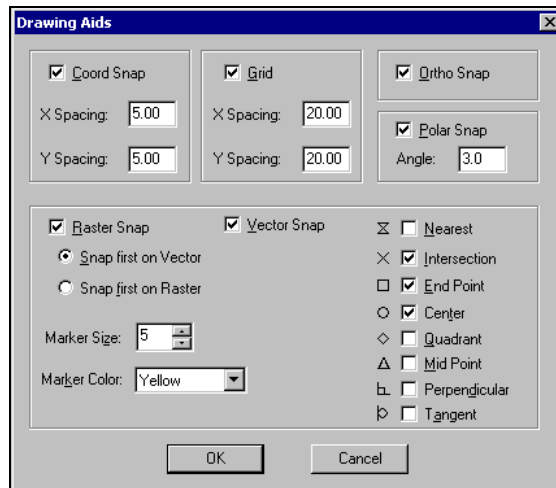 Drawing Aids
Coord Snap
X Spacing: 5.00
Y Spacing: 5.00
Grid
X Spacing: 20.00
Y Spacing: 20.00
Ortho Snap
Polar Snap
Angle: 3.0
Raster Snap
Snap first on Vector
Snap first on Raster
Marker Size: 5
Marker Color: Yellow
Vector Snap
Nearest
Intersection
End Point
Center
Quadrant
Mid Point
Perpendicular
Tangent
OK
Cancel